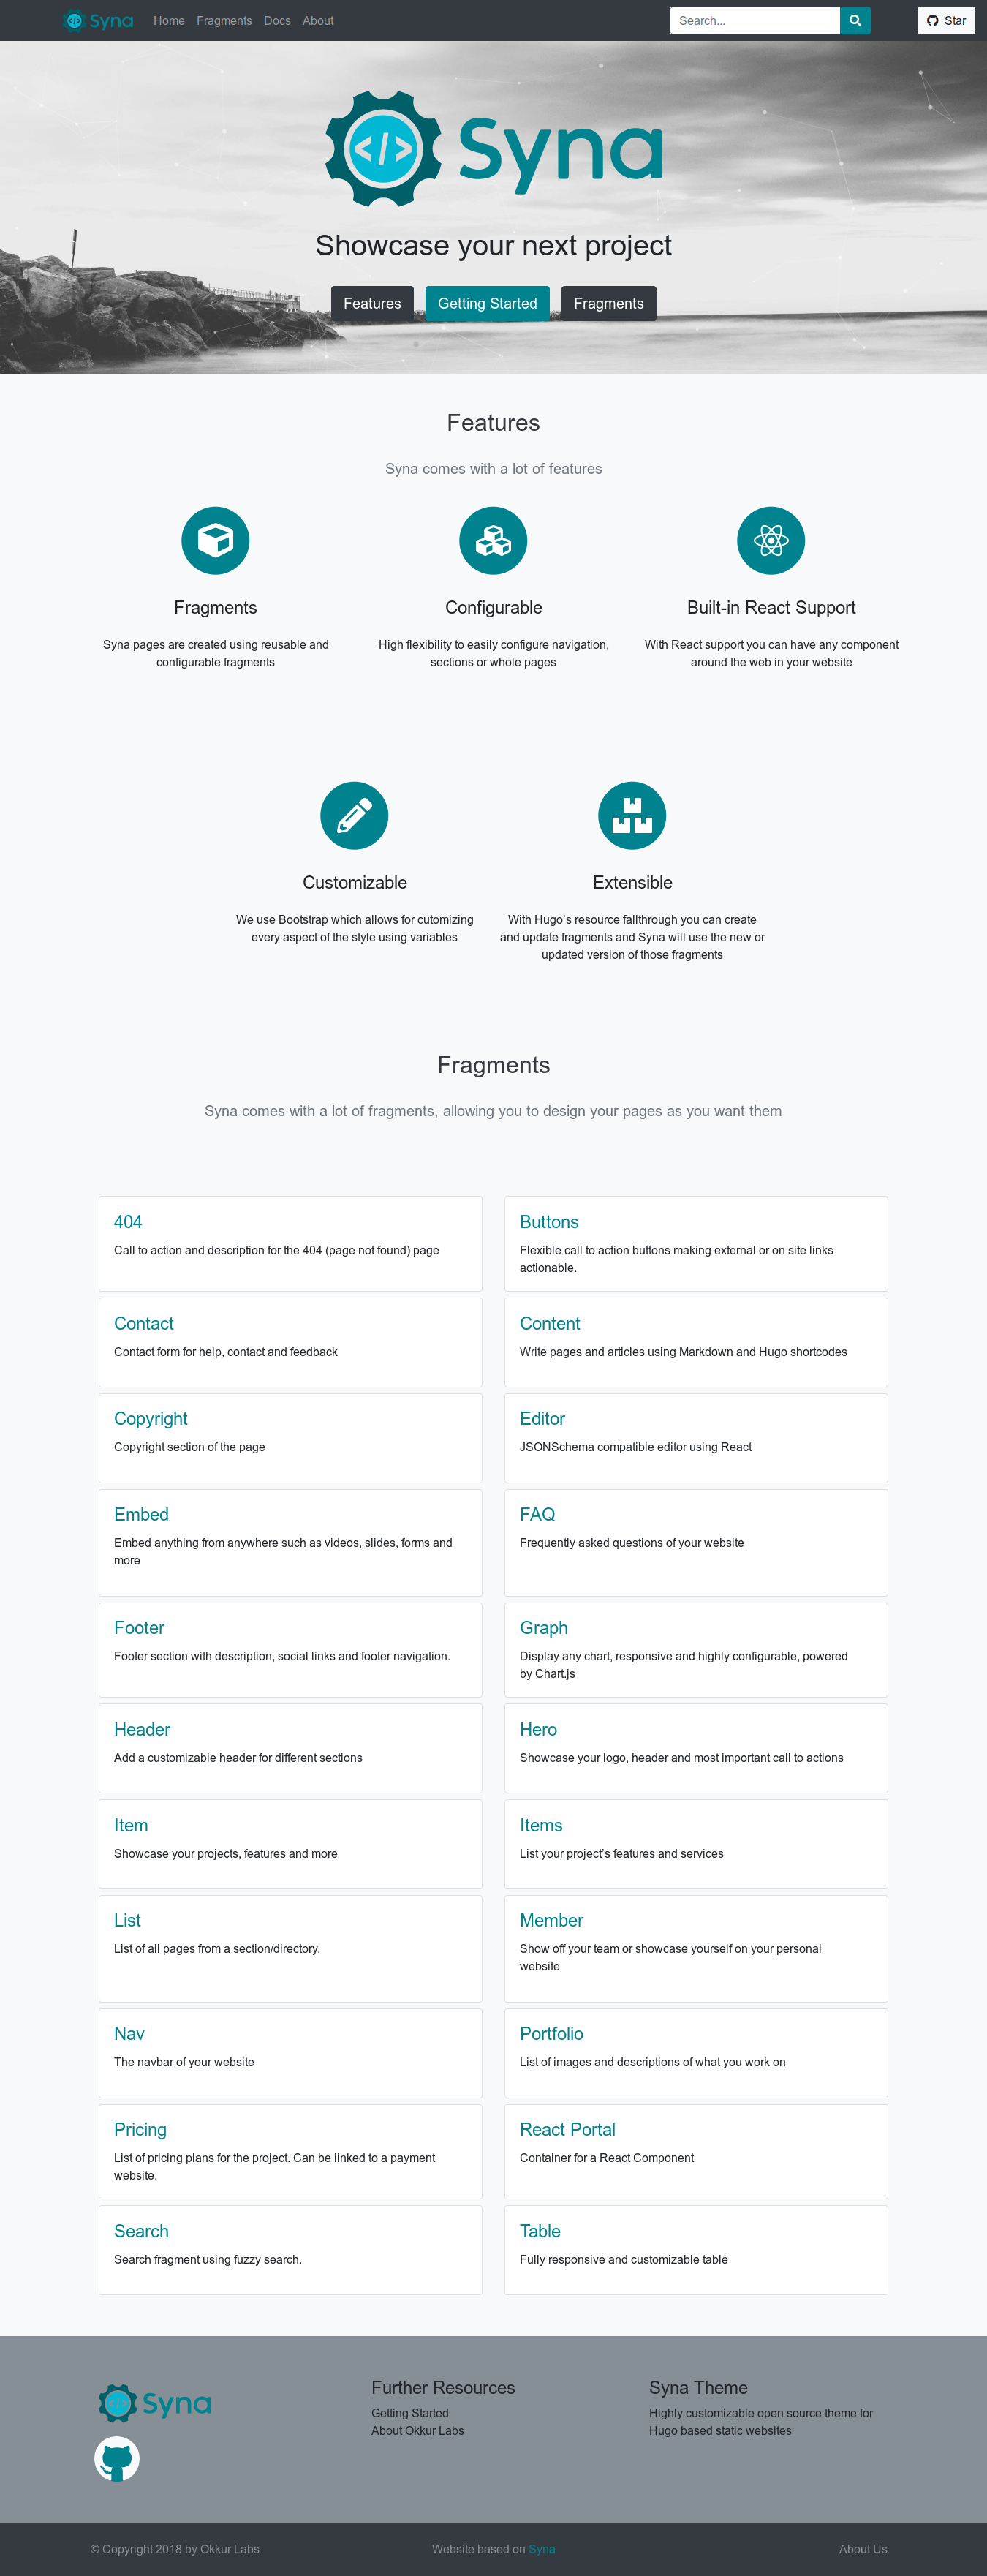 Syna Home Fragments Docs About Search... Star
Syna
Showcase your next project
Features Getting Started Fragments
Features
Syna comes with a lot of features
Fragments
Syna pages are created using reusable and
configurable fragments
Configurable
High flexibility to easily configure navigation,
sections or whole pages
Built-in React Support
With React support you can have any component
around the web in your website
Customizable
We use Bootstrap which allows for cutomizing
every aspect of the style using variables
Extensible
With Hugo’s resource fallthrough you can create
and update fragments and Syna will use the new or
updated version of those fragments
Fragments
Syna comes with a lot of fragments, allowing you to design your pages as you want them
404
Call to action and description for the 404 (page not found) page
Buttons
Flexible call to action buttons making external or on site links
actionable.
Contact
Contact form for help, contact and feedback
Content
Write pages and articles using Markdown and Hugo shortcodes
Copyright
Copyright section of the page
Editor
JSONSchema compatible editor using React
Embed
Embed anything from anywhere such as videos, slides, forms and
more
FAQ
Frequently asked questions of your website
Footer
Footer section with description, social links and footer navigation.
Graph
Display any chart, responsive and highly configurable, powered
by Chart.js
Header
Add a customizable header for different sections
Hero
Showcase your logo, header and most important call to actions
Item
Showcase your projects, features and more
Items
List your project’s features and services
List
List of all pages from a section/directory.
Member
Show off your team or showcase yourself on your personal
website
Nav
The navbar of your website
Portfolio
List of images and descriptions of what you work on
Pricing
List of pricing plans for the project. Can be linked to a payment
website.
React Portal
Container for a React Component
Search
Search fragment using fuzzy search.
Table
Fully responsive and customizable table
Syna
Further Resources
Getting Started
About Okkur Labs
Syna Theme
Highly customizable open source theme for
Hugo based static websites
© Copyright 2018 by Okkur Labs Website based on Syna About Us